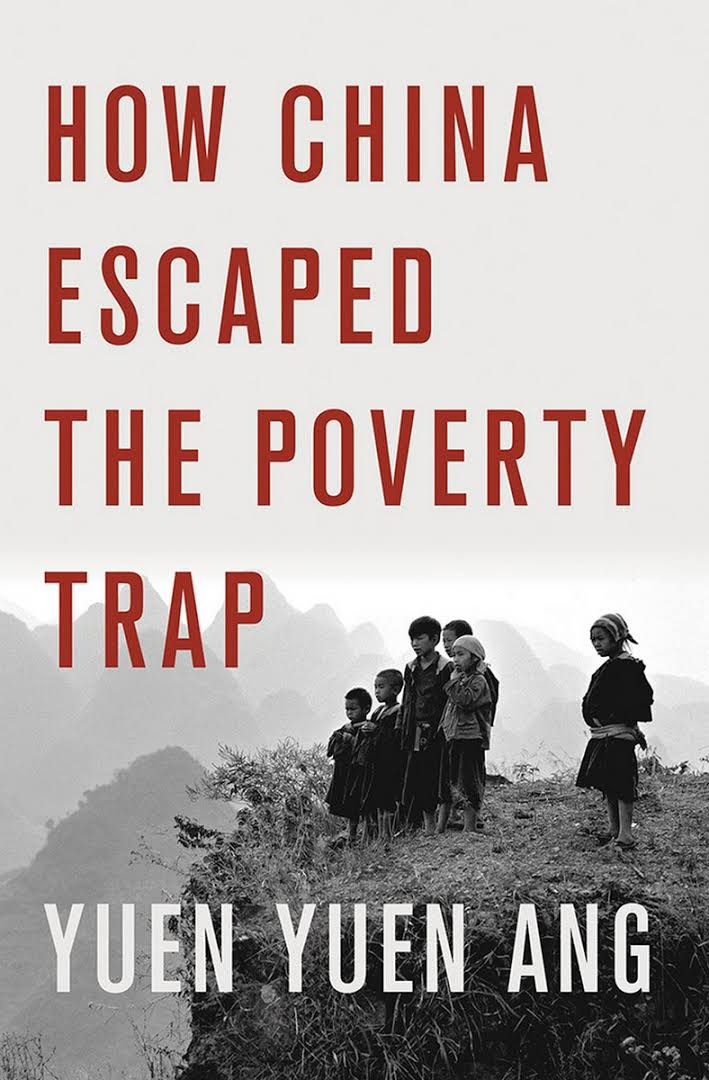 HOW CHINA
ESCAPED
THE POVERTY
TRAP
YUEN YUEN ANG